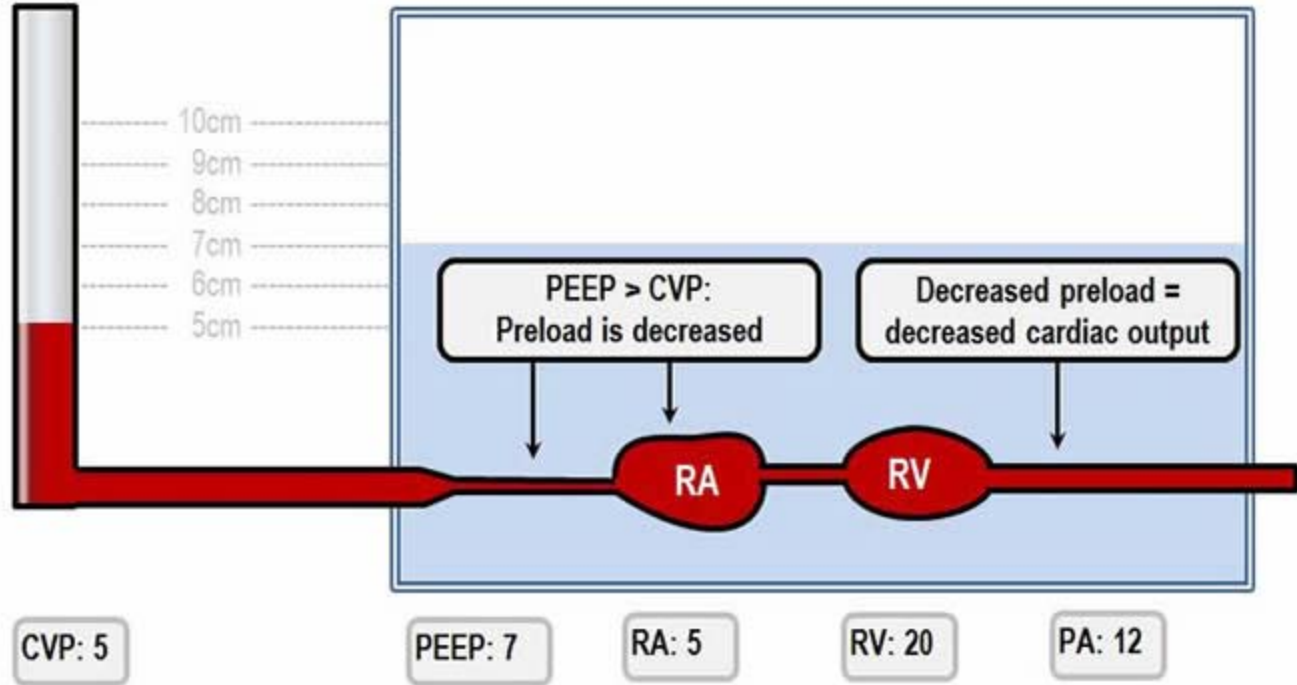 10cm
9cm
8cm
7cm
6cm
5cm
PEEP > CVP:
Preload is decreased
Decreased preload =
decreased cardiac output
RA
RV
CVP: 5
PEEP: 7
RA: 5
RV: 20
PA: 12